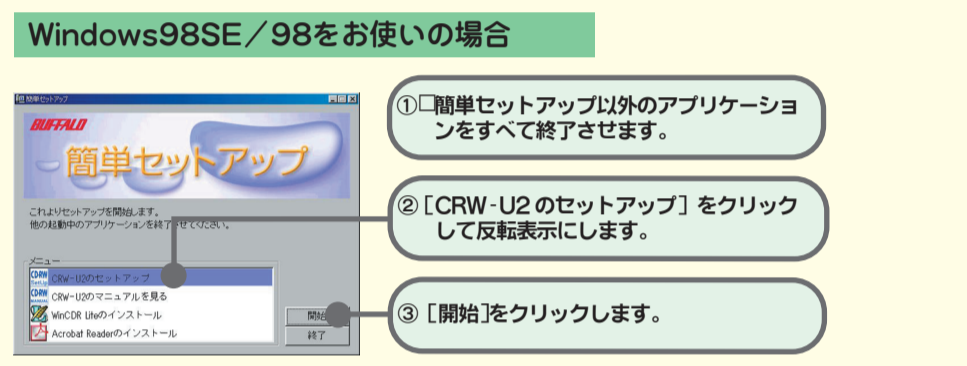 Windows98SE／98をお使いの場合
簡単セットアップ
BUFFALO
簡単セットアップ
これよりセットアップを開始します。
他の起動中のアプリケーションを終了させてください。
メニュー
CDRW
CRW-U2のセットアップ
CDRW
CRW-U2のマニュアルを見る
WinCDR Liteのインストール
Acrobat Readerのインストール
開始
終了
①□簡単セットアップ以外のアプリケーショ
ンをすべて終了させます。
②［CRW-U2のセットアップ］をクリック
して反転表示にします。
③［開始]をクリックします。